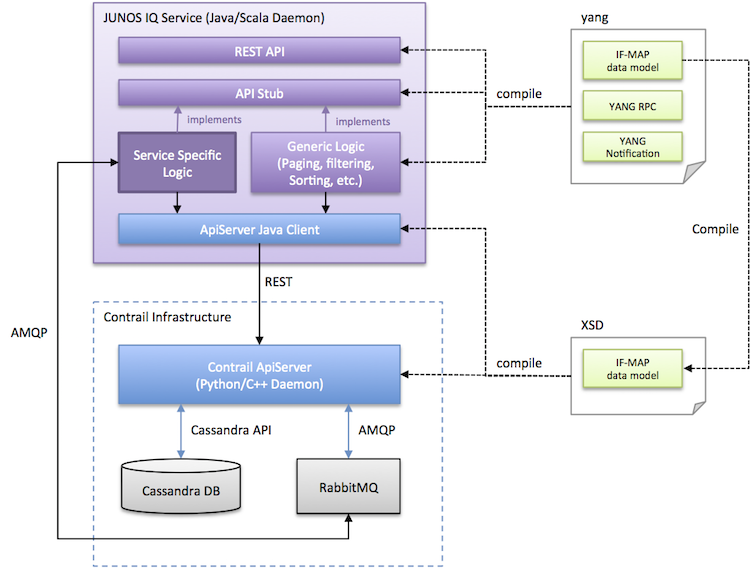 JUNOS IQ Service (Java/Scala Daemon)
REST API
API Stub
implements
implements
Service Specific
Logic
Generic Logic
(Paging, filtering,
Sorting, etc.)
ApiServer Java Client
REST
AMQP
Contrail Infrastructure
Contrail ApiServer
(Python/C++ Daemon)
Cassandra API
AMQP
Cassandra DB
RabbitMQ
compile
yang
IF-MAP
data model
YANG RPC
YANG
Notification
Compile
compile
XSD
IF-MAP
data model